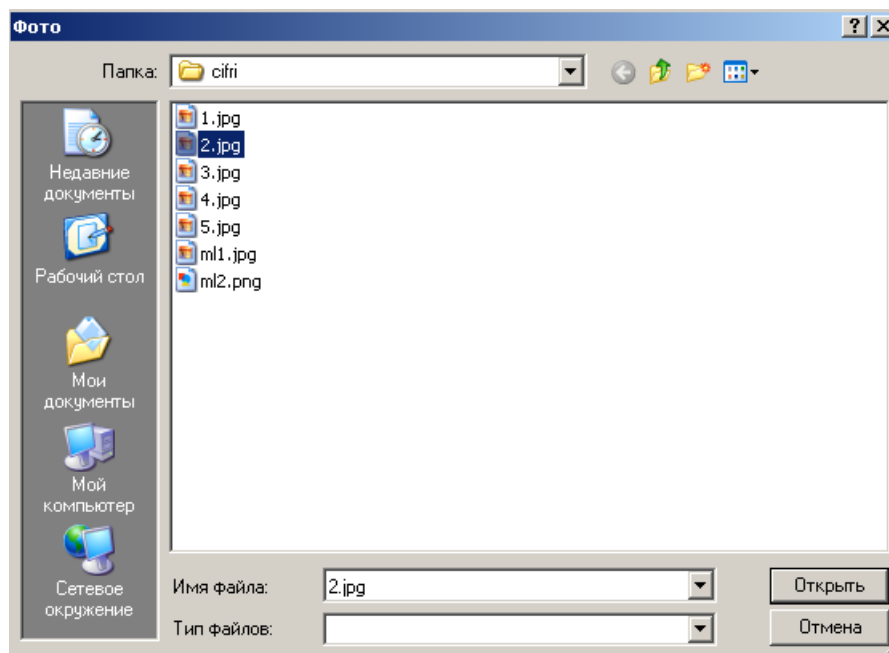 Фото
Папка:
cifri
1.jpg
2.jpg
3.jpg
4.jpg
5.jpg
ml1.jpg
ml2.png
Недавние
документы
Рабочий стол
Мои
документы
Мой
компьютер
Сетевое
окружение
Имя файла:
2.jpg
Открыть
Тип файлов:
Отмена